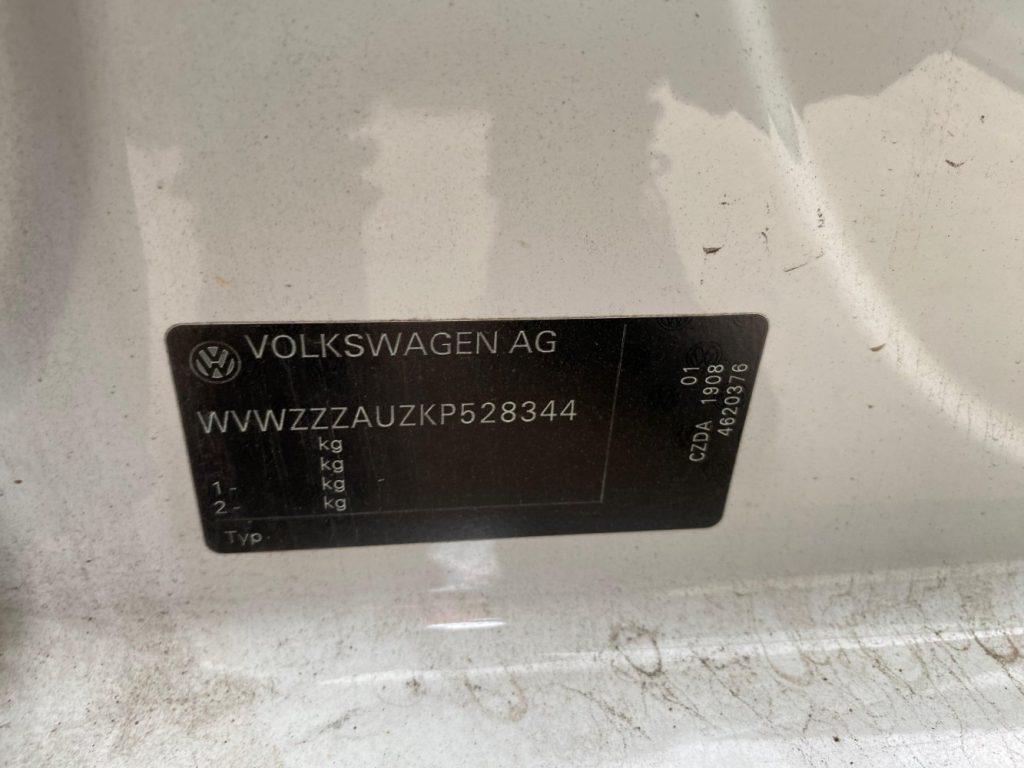 VOLKSWAGEN AG
WVWZZZAUZKP528344
kg
kg
1 - kg
2 - kg
Typ
01
CZDA 1908
4620376